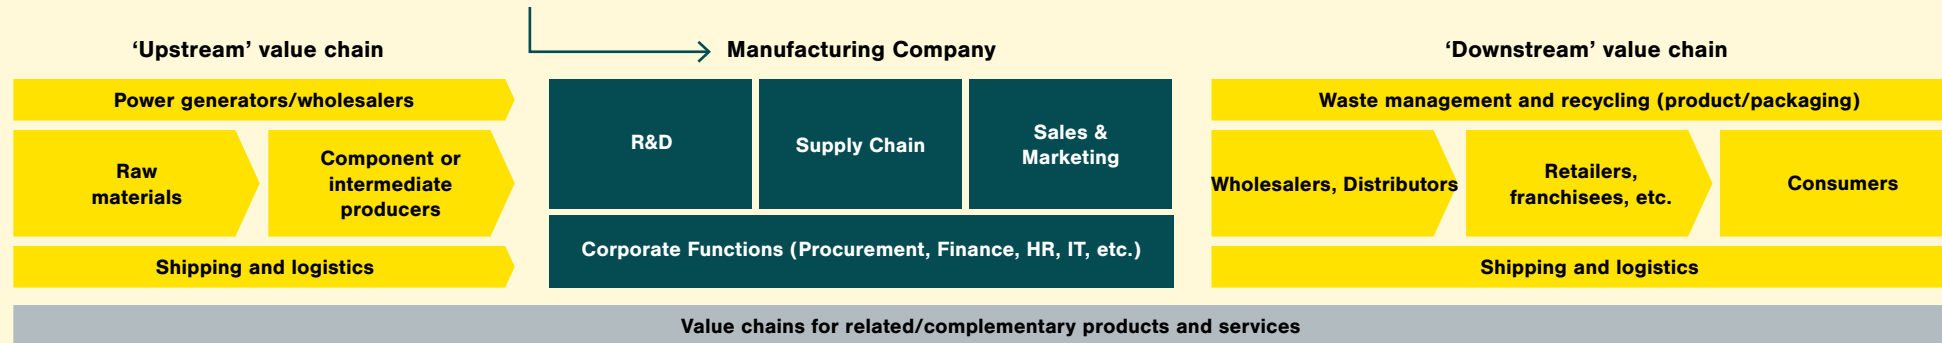 ‘Upstream’ value chain
Power generators/wholesalers
Raw
materials
Component or
intermediate
producers
Shipping and logistics
Manufacturing Company
R&D
Supply Chain
Sales &
Marketing
Corporate Functions (Procurement, Finance, HR, IT, etc.)
‘Downstream’ value chain
Waste management and recycling (product/packaging)
Wholesalers, Distributors
Retailers,
franchisees, etc.
Consumers
Shipping and logistics
Value chains for related/complementary products and services